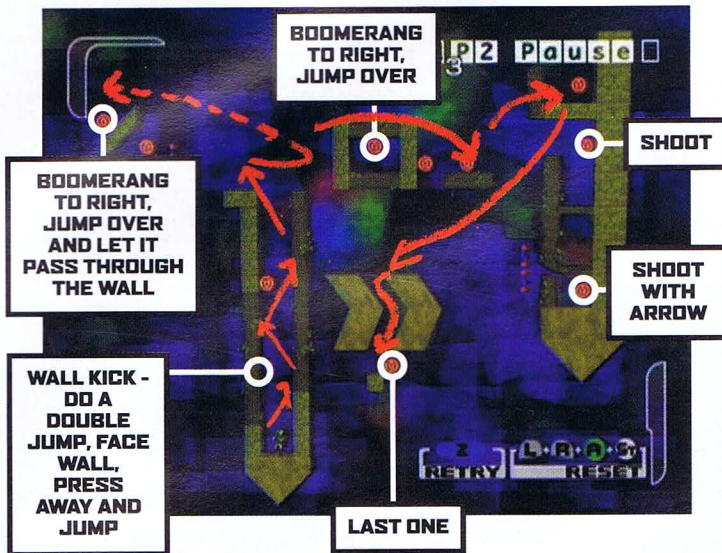 BOOMERANG
TO RIGHT,
JUMP OVER
P2 Pause
3
SHOOT
BOOMERANG
TO RIGHT,
JUMP OVER
AND LET IT
PASS THROUGH
THE WALL
SHOOT
WITH
ARROW
WALL KICK -
DO A
DOUBLE
JUMP, FACE
WALL,
PRESS
AWAY AND
JUMP
LAST ONE
Z
RETRY
L+R+A+St
RESET